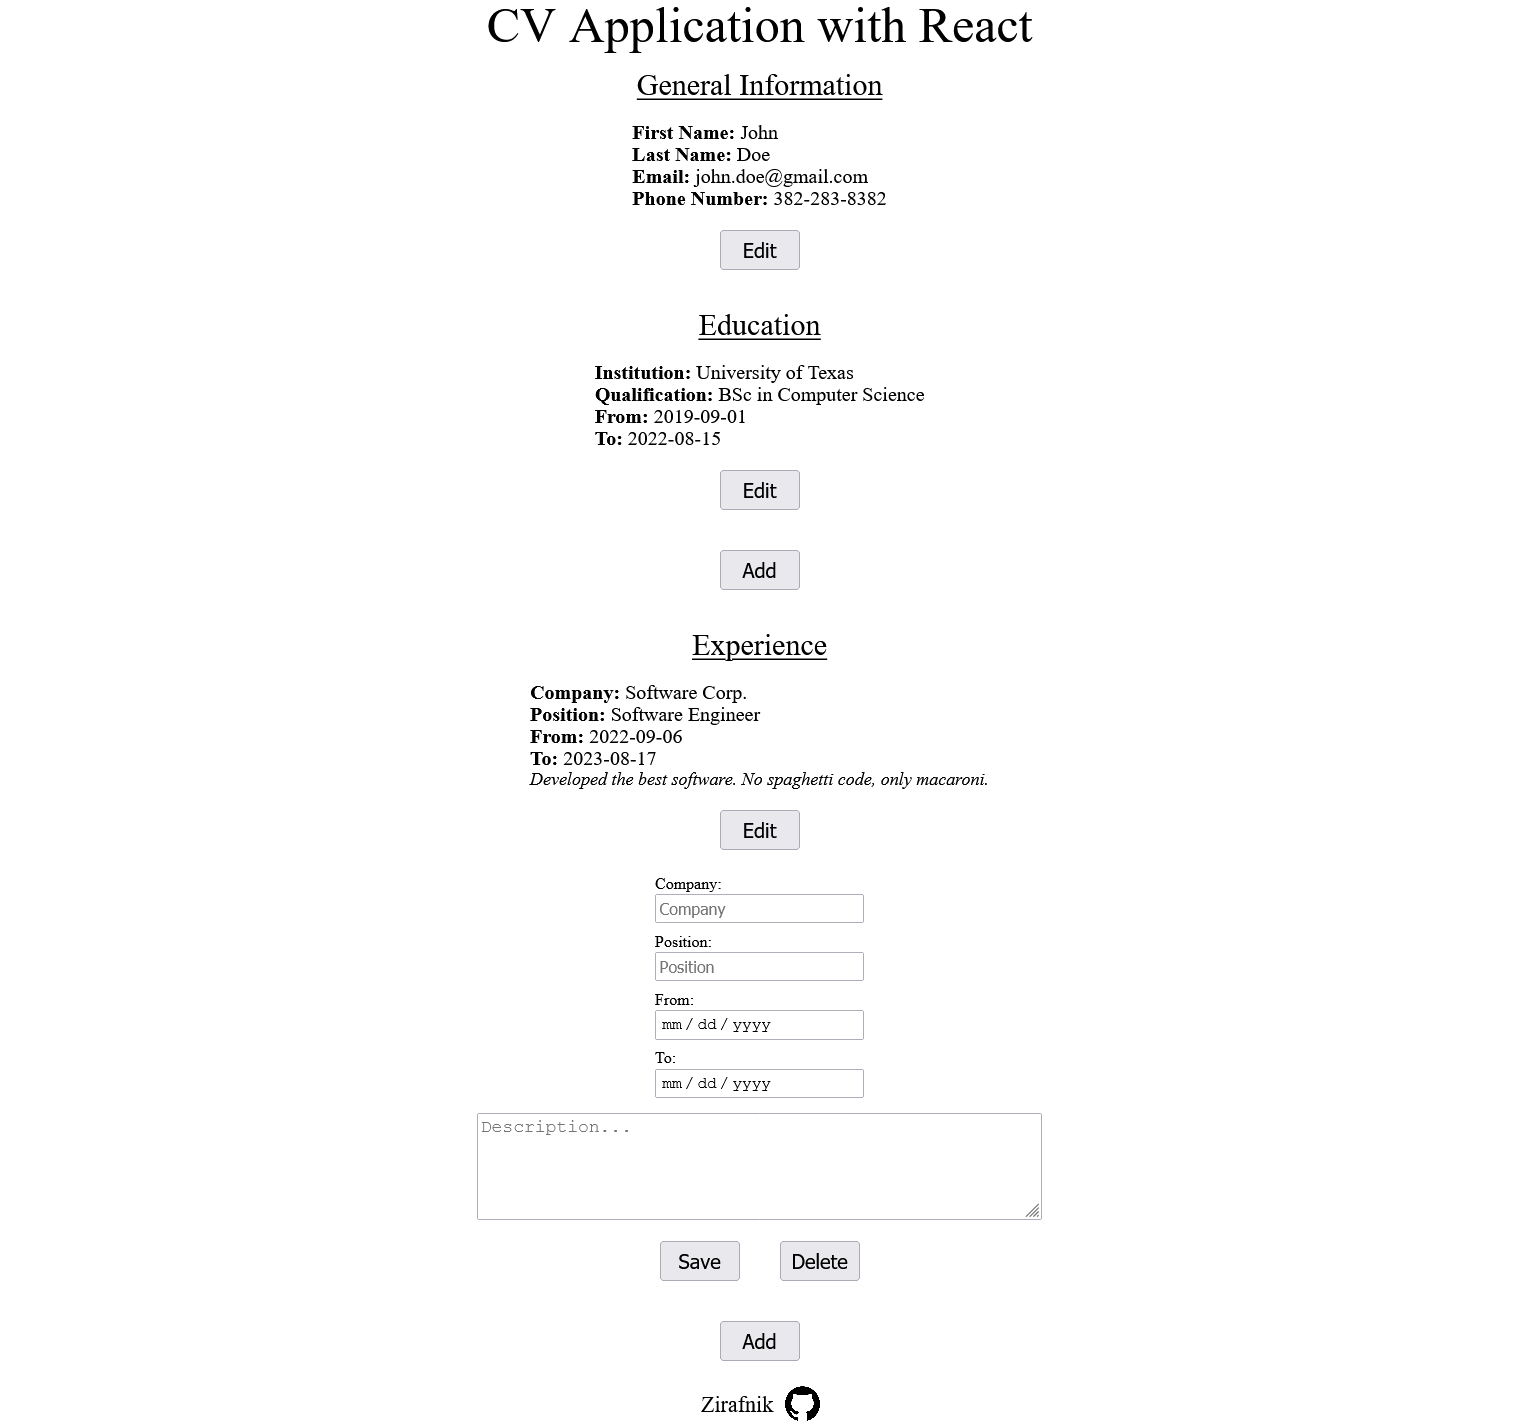 CV Application with React
General Information
First Name: John
Last Name: Doe
Email: john.doe@gmail.com
Phone Number: 382-283-8382
Edit
Education
Institution: University of Texas
Qualification: BSc in Computer Science
From: 2019-09-01
To: 2022-08-15
Edit
Add
Experience
Company: Software Corp.
Position: Software Engineer
From: 2022-09-06
To: 2023-08-17
Developed the best software. No spaghetti code, only macaroni.
Edit
Company:
Company
Position:
Position
From:
mm / dd / yyyy
To:
mm / dd / yyyy
Description...
Save Delete
Add
Zirafnik